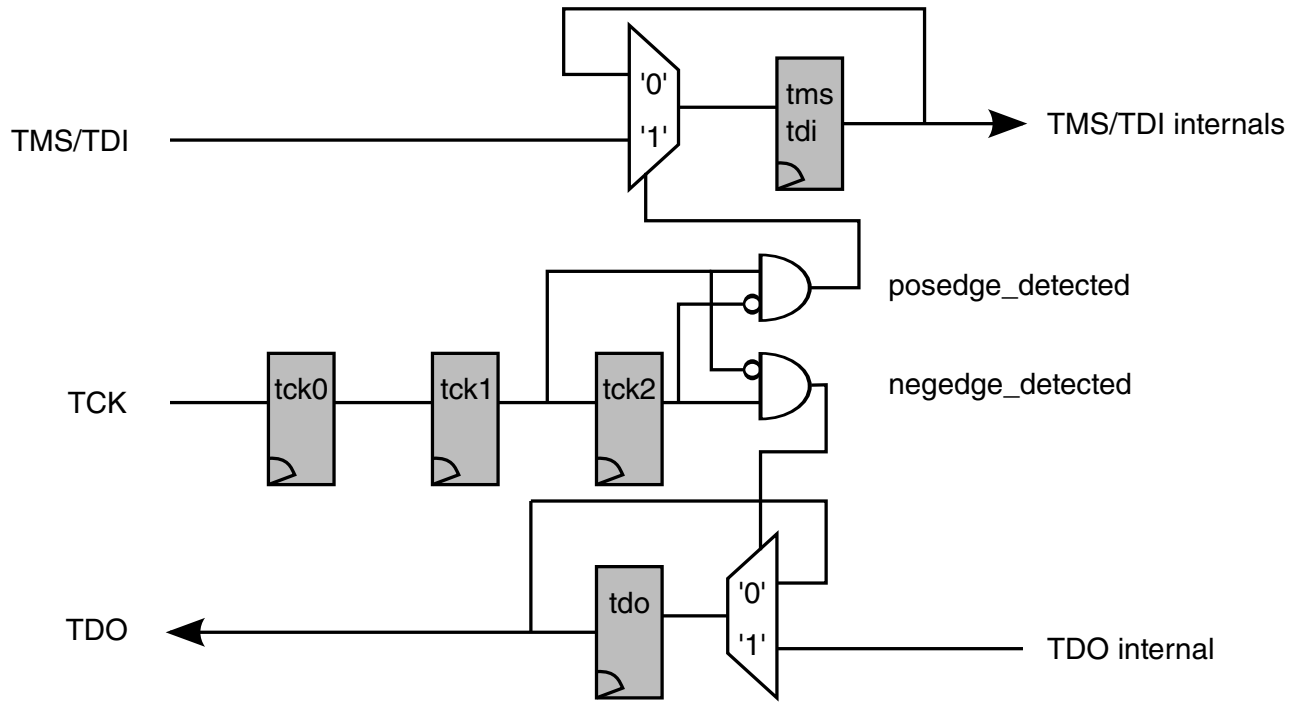 '0'
tms
TMS/TDI
'1'
tdi
TMS/TDI internals
posedge_detected
TCK
tck0
tck1
tck2
negedge_detected
'0'
tdo
TDO
'1'
TDO internal